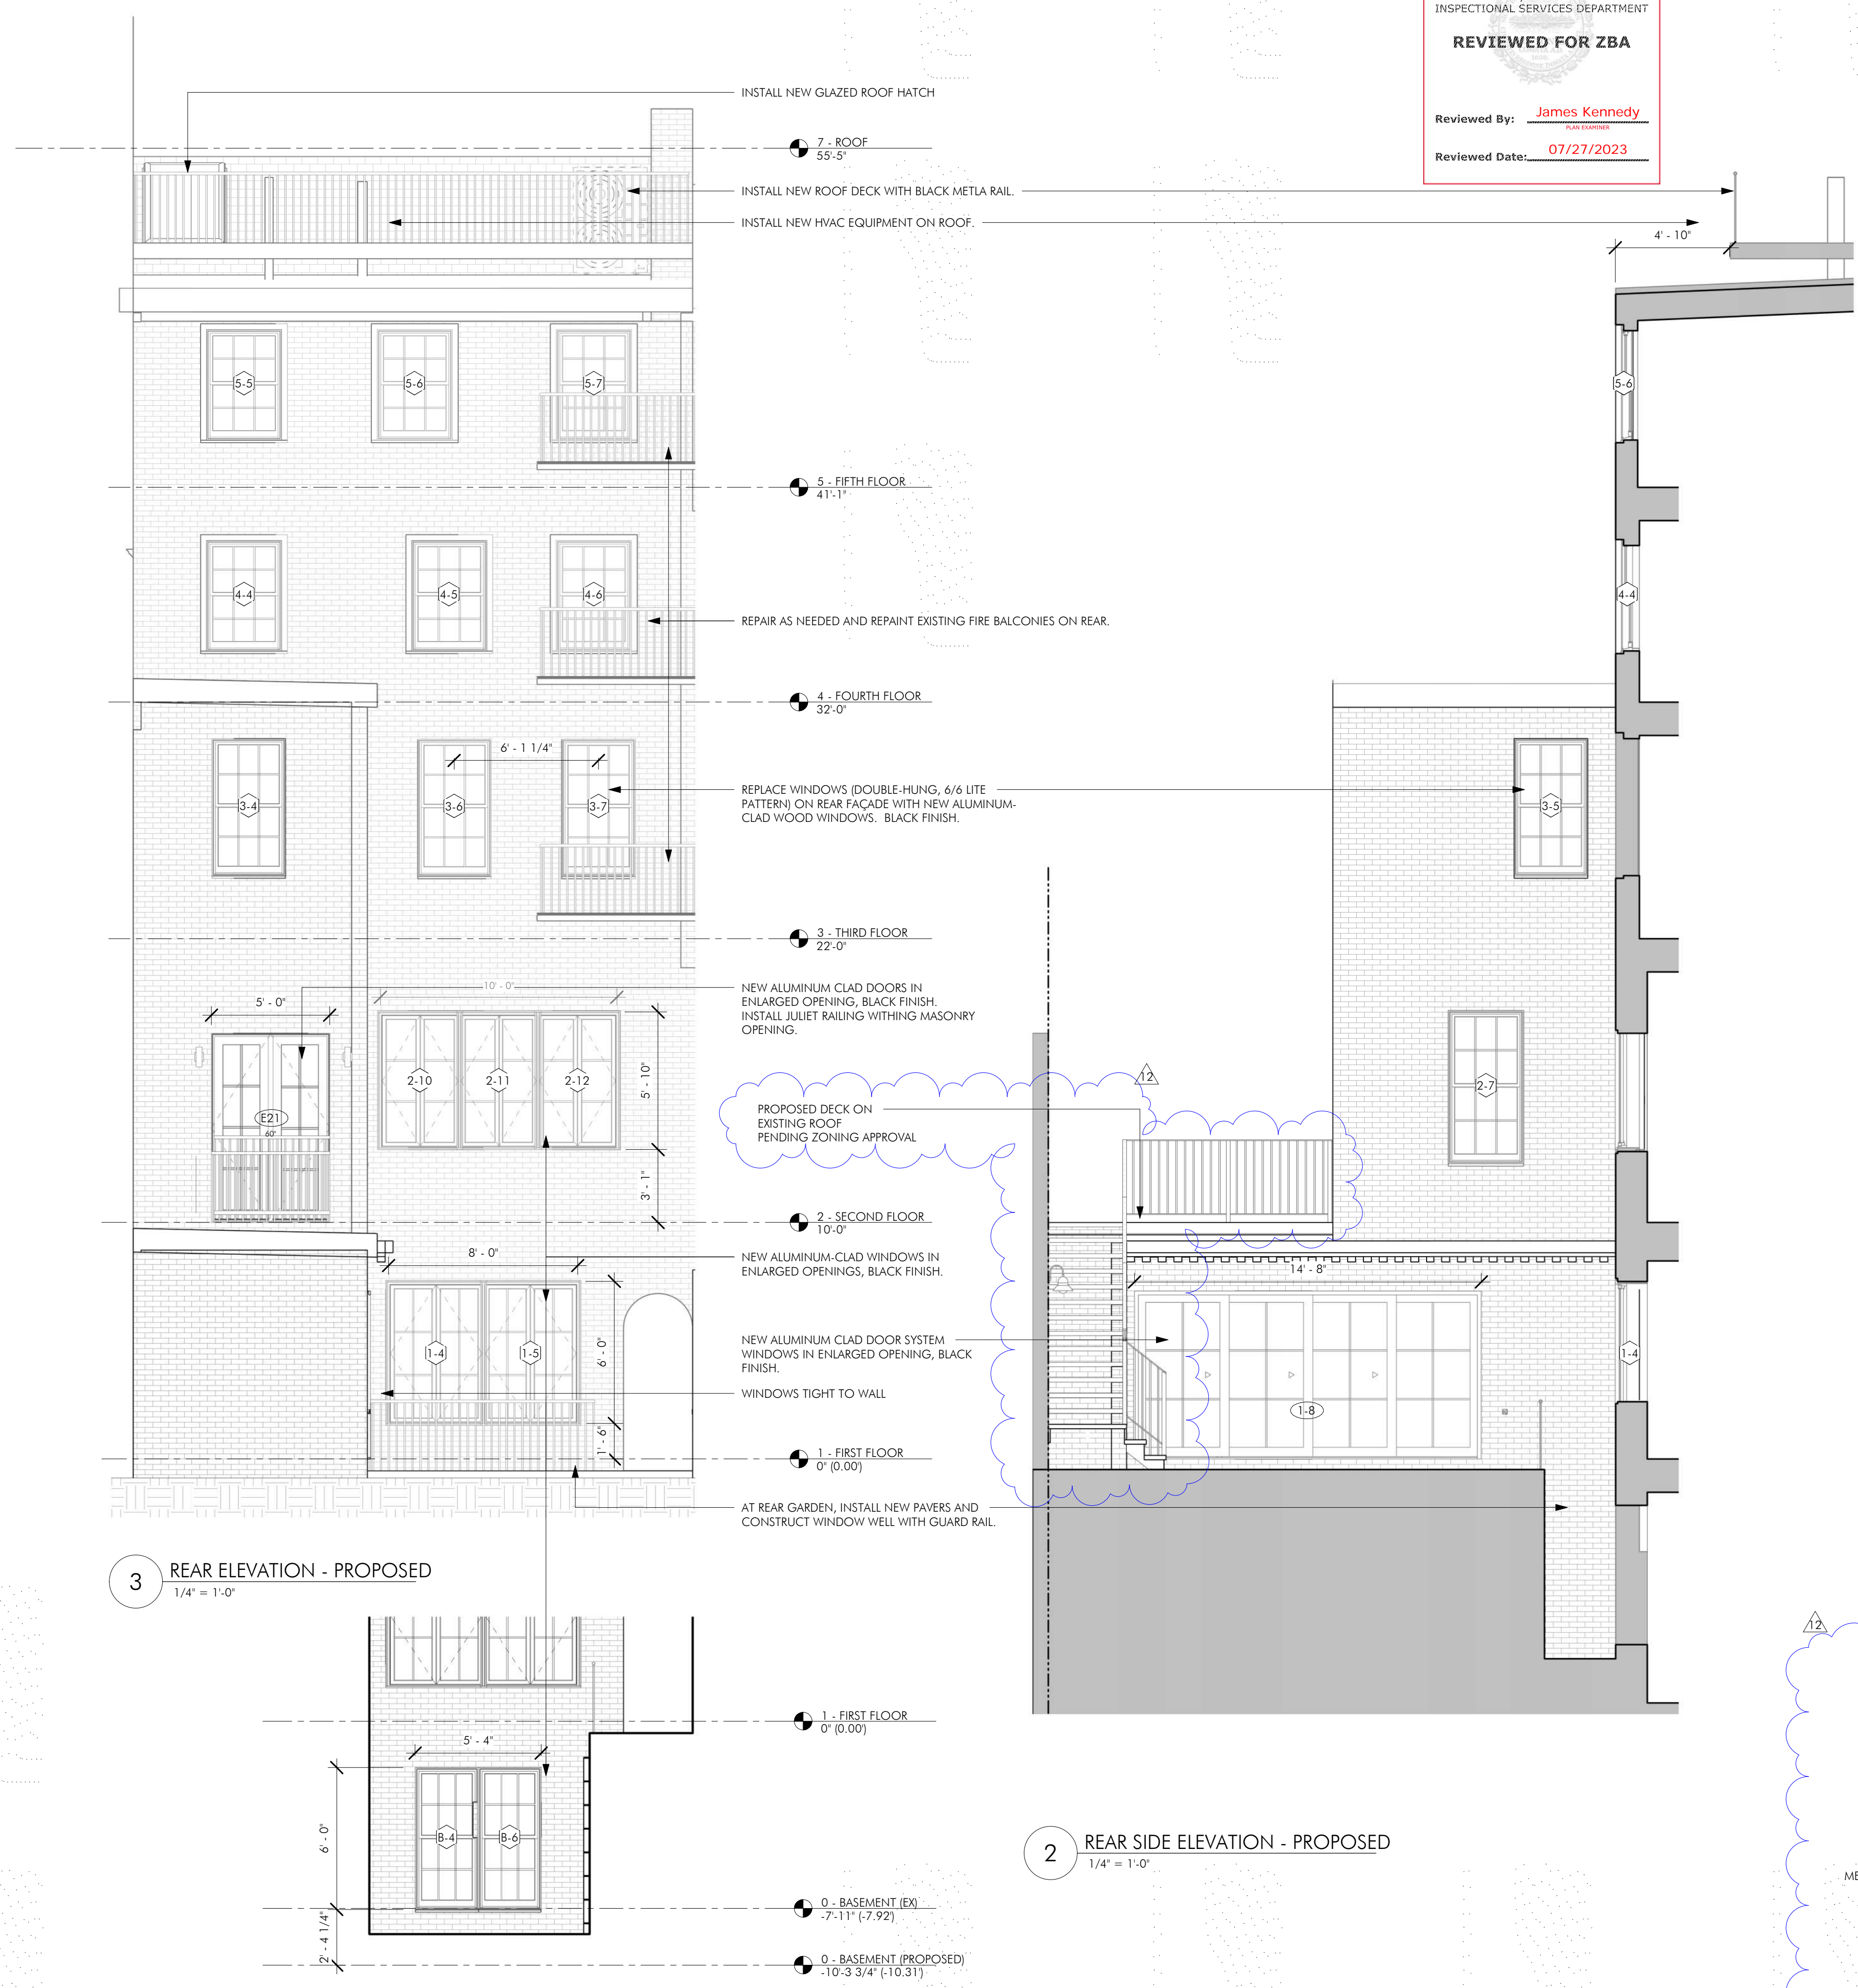 INSPECTIONAL SERVICES DEPARTMENT
REVIEWED FOR ZBA
Reviewed By: James Kennedy
PLAN EXAMINER
Reviewed Date: 07/27/2023
INSTALL NEW GLAZED ROOF HATCH
7 - ROOF
55'-5"
INSTALL NEW ROOF DECK WITH BLACK METLA RAIL.
INSTALL NEW HVAC EQUIPMENT ON ROOF.
4' - 10"
5-5
5-6
5-7
5-6
5 - FIFTH FLOOR
41'-1"
4-4
4-5
4-6
4-4
REPAIR AS NEEDED AND REPAINT EXISTING FIRE BALCONIES ON REAR.
4 - FOURTH FLOOR
32'-0"
6' - 1 1/4"
3-4
3-6
3-7
REPLACE WINDOWS (DOUBLE-HUNG, 6/6 LITE
PATTERN) ON REAR FAÇADE WITH NEW ALUMINUM-
CLAD WOOD WINDOWS. BLACK FINISH.
3-5
3 - THIRD FLOOR
22'-0"
5' - 0"
10' - 0"
NEW ALUMINUM CLAD DOORS IN
ENLARGED OPENING, BLACK FINISH.
INSTALL JULIET RAILING WITHING MASONRY
OPENING.
2-10
2-11
2-12
5' - 10"
E21
60"
3' - 1"
12
PROPOSED DECK ON
EXISTING ROOF
PENDING ZONING APPROVAL
2-7
2 - SECOND FLOOR
10'-0"
8' - 0"
NEW ALUMINUM-CLAD WINDOWS IN
ENLARGED OPENINGS, BLACK FINISH.
14' - 8"
1-4
1-5
6' - 0"
NEW ALUMINUM CLAD DOOR SYSTEM
WINDOWS IN ENLARGED OPENING, BLACK
FINISH.
WINDOWS TIGHT TO WALL
1-4
1-8
1' - 6"
1 - FIRST FLOOR
0" (0.00')
AT REAR GARDEN, INSTALL NEW PAVERS AND
CONSTRUCT WINDOW WELL WITH GUARD RAIL.
3
REAR ELEVATION - PROPOSED
1/4" = 1'-0"
12
1 - FIRST FLOOR
0" (0.00')
5' - 4"
6' - 0"
B-4
B-6
2
REAR SIDE ELEVATION - PROPOSED
1/4" = 1'-0"
0 - BASEMENT (EX)
-7'-11" (-7.92')
2' - 4 1/4"
0 - BASEMENT (PROPOSED)
-10'-3 3/4" (-10.31')